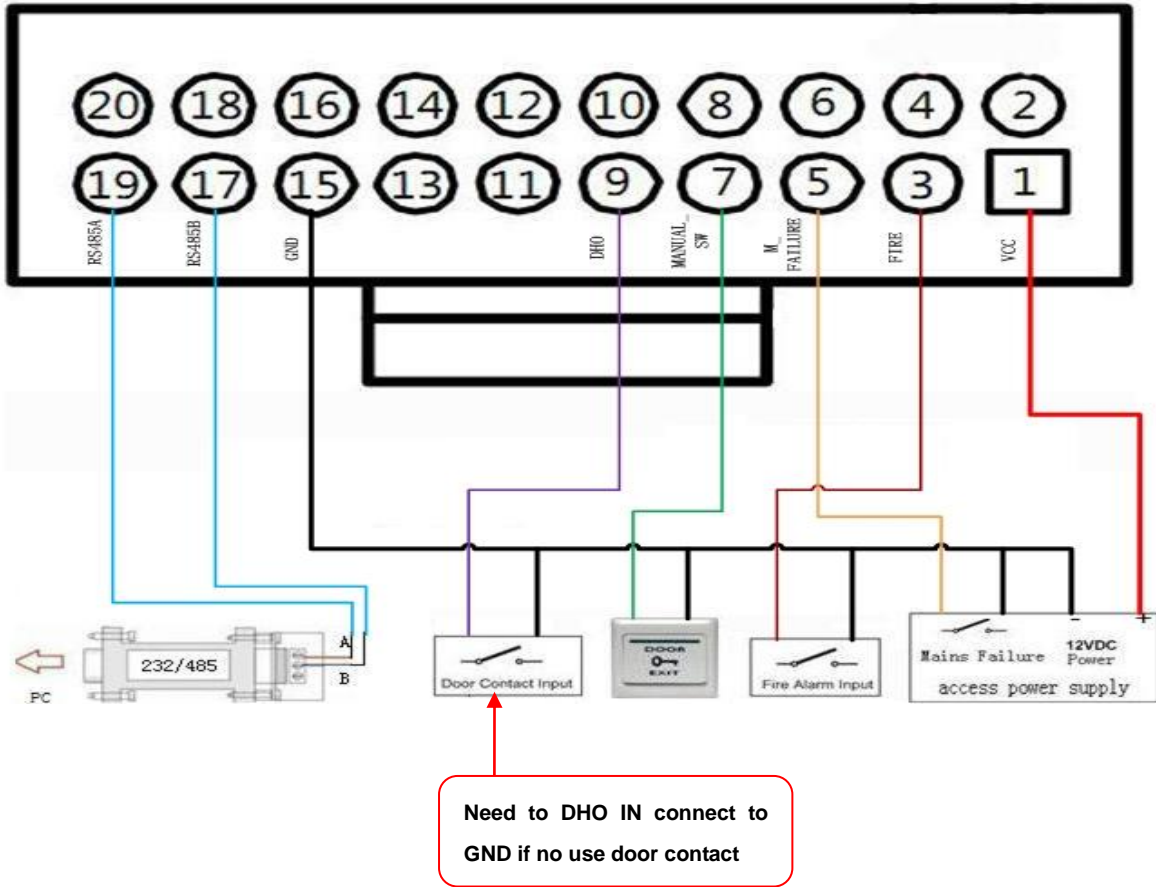 20 18 16 14 12 10 8 6 4 2
19 17 15 13 11 9 7 5 3 1
RS485A
RS485B
GND
DHO
MANUAL_
SW
M_
FAILURE
FIRE
VCC
A
B
232/485
PC
Door Contact Input
DOOR
EXIT
Fire Alarm Input
- +
Mains Failure
12VDC
Power
access power supply
Need to DHO IN connect to
GND if no use door contact